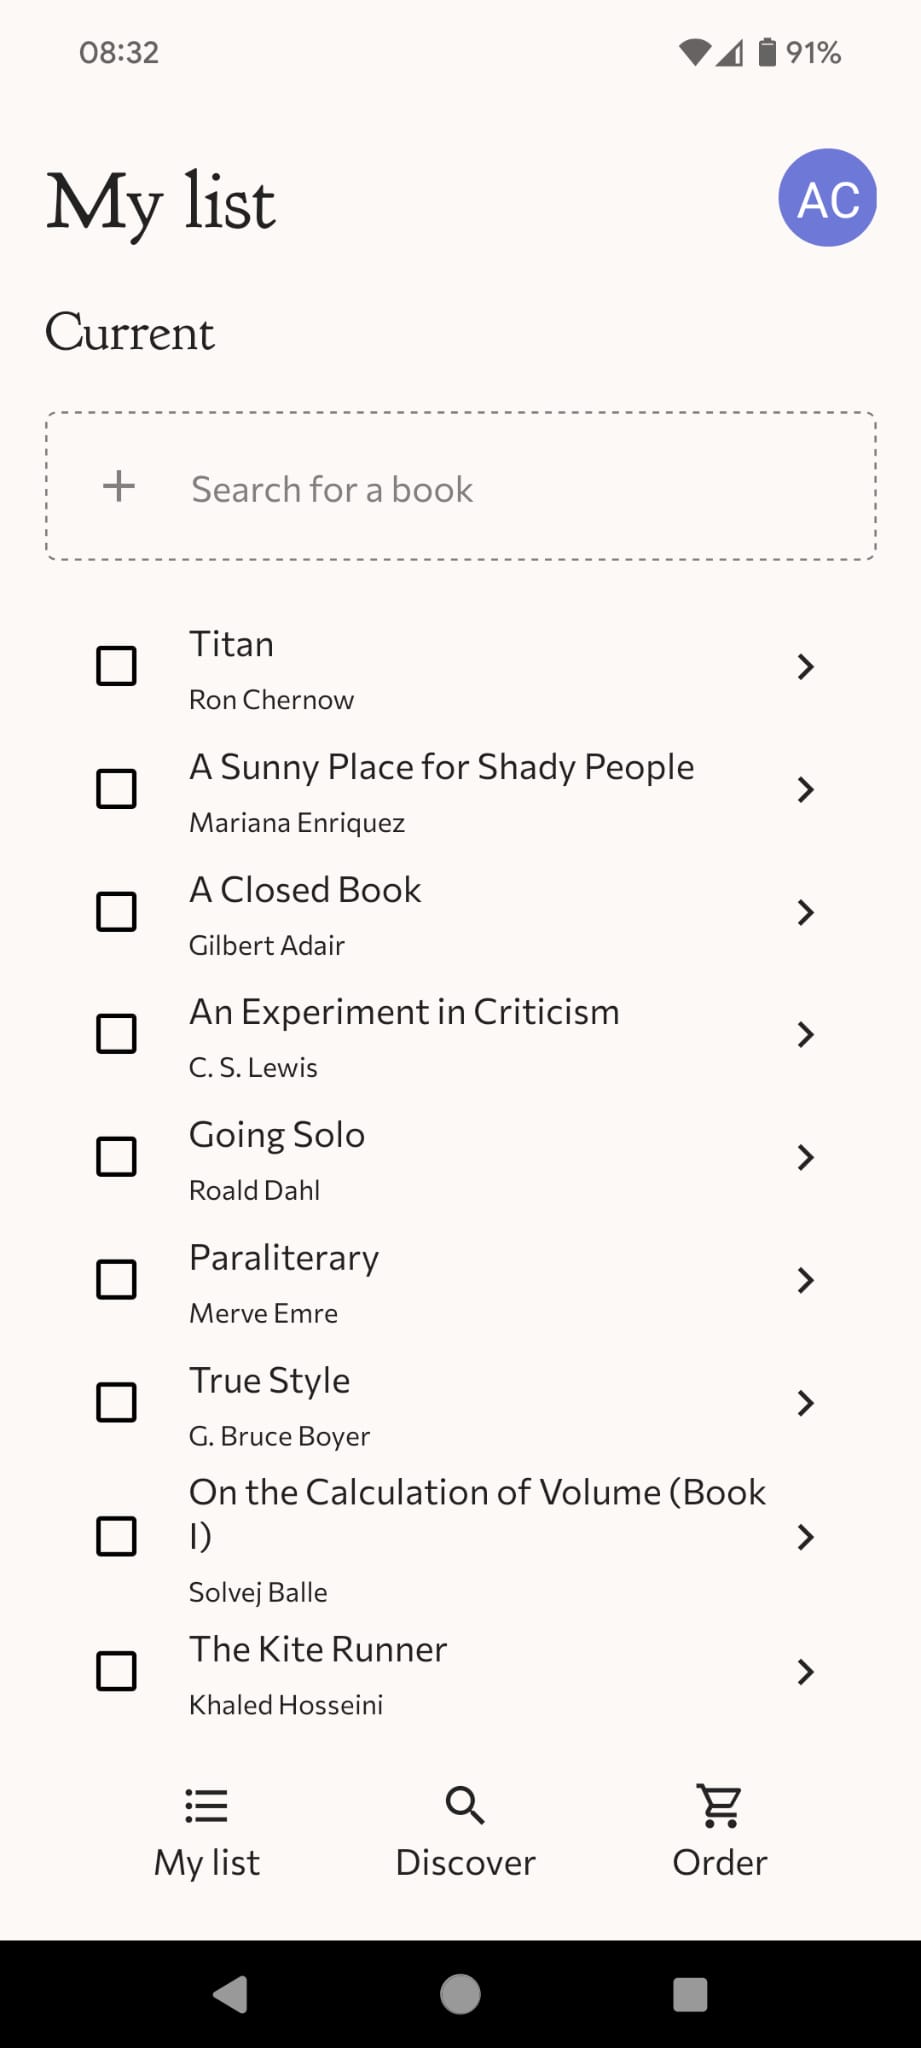 08:32
91%
My list
AC
Current
+ Search for a book
Titan
Ron Chernow
A Sunny Place for Shady People
Mariana Enriquez
A Closed Book
Gilbert Adair
An Experiment in Criticism
C. S. Lewis
Going Solo
Roald Dahl
Paraliterary
Merve Emre
True Style
G. Bruce Boyer
On the Calculation of Volume (Book
I)
Solvej Balle
The Kite Runner
Khaled Hosseini
My list
Discover
Order